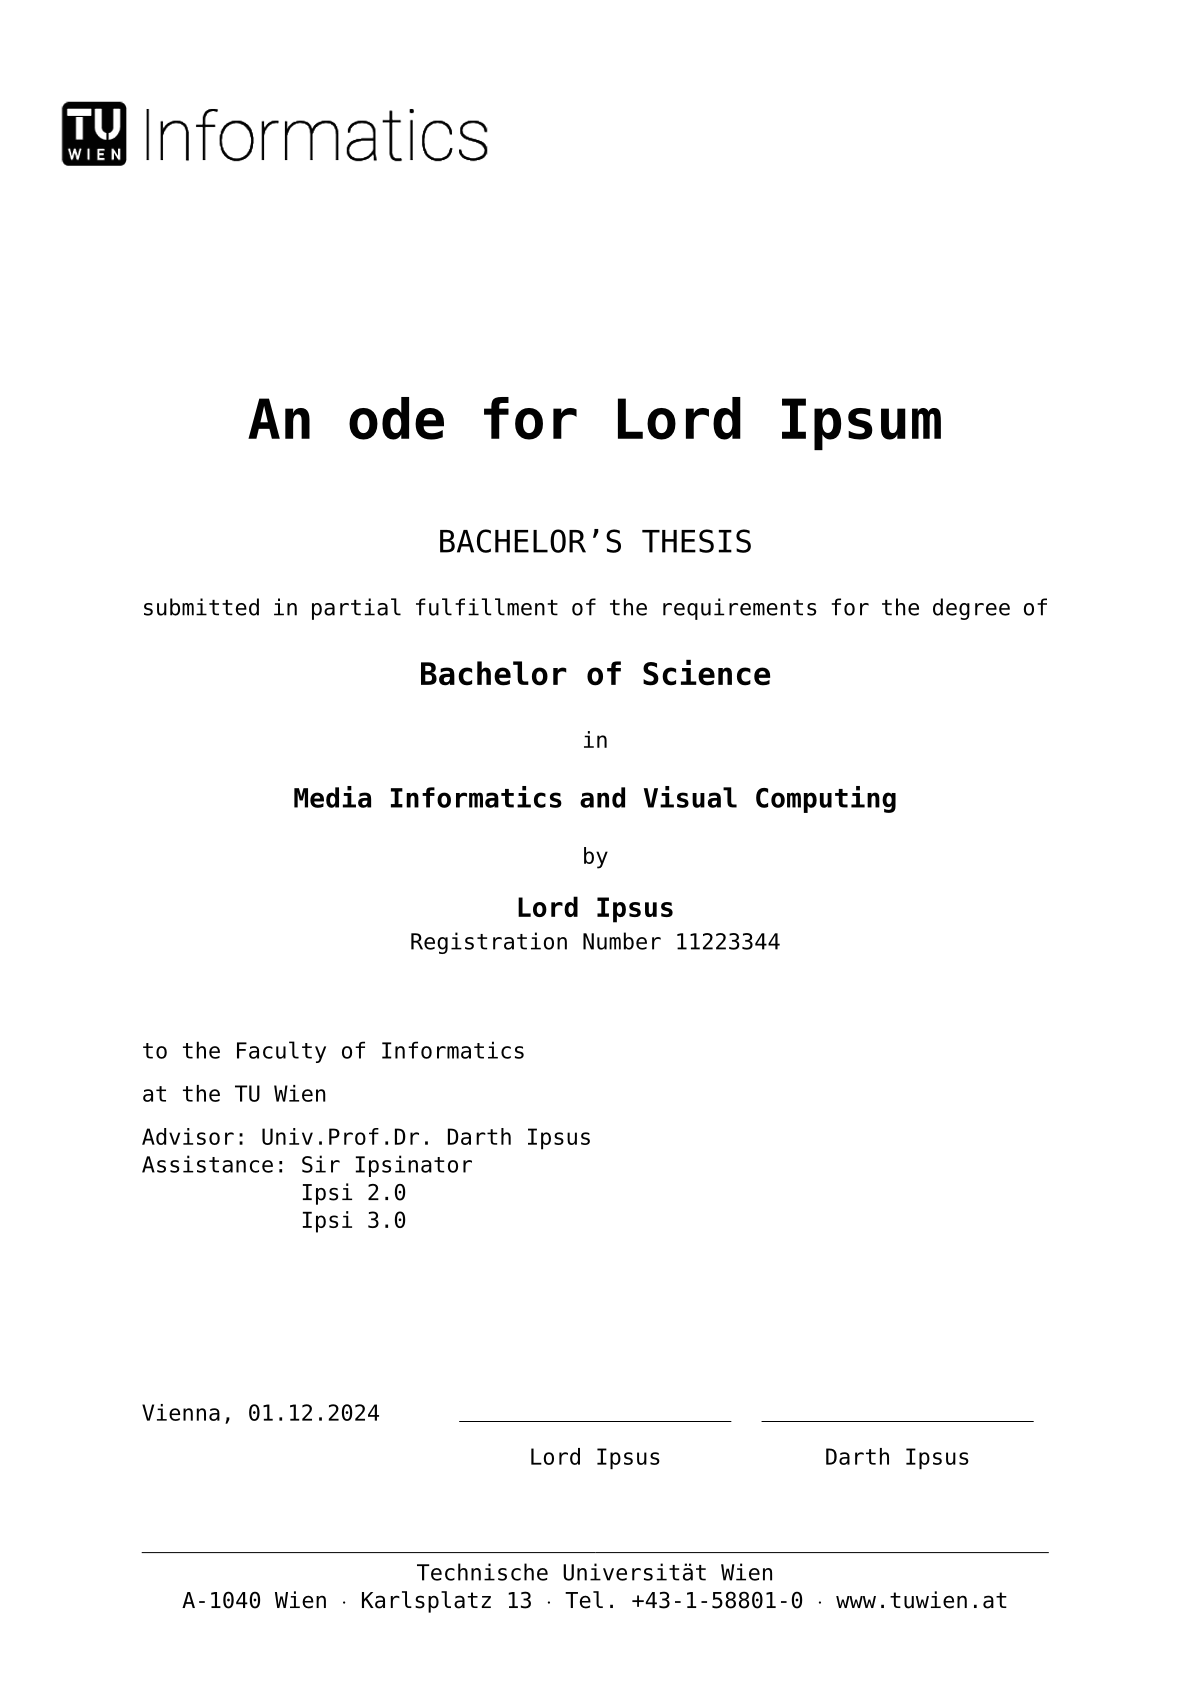 TU WIEN Informatics
An ode for Lord Ipsum
BACHELOR’S THESIS
submitted in partial fulfillment of the requirements for the degree of
Bachelor of Science
in
Media Informatics and Visual Computing
by
Lord Ipsus
Registration Number 11223344
to the Faculty of Informatics
at the TU Wien
Advisor: Univ.Prof.Dr. Darth Ipsus
Assistance: Sir Ipsinator
Ipsi 2.0
Ipsi 3.0
Vienna, 01.12.2024
Lord Ipsus Darth Ipsus
Technische Universität Wien
A-1040 Wien · Karlsplatz 13 · Tel. +43-1-58801-0 · www.tuwien.at